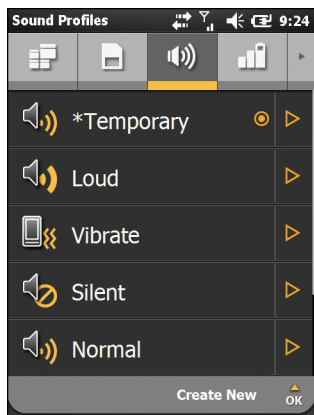 Sound Profiles 9:24
*Temporary
Loud
Vibrate
Silent
Normal
Create New OK